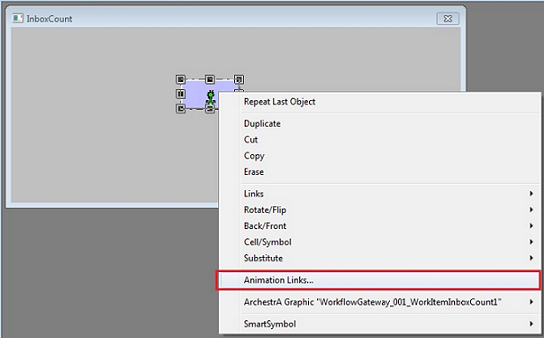 InboxCount
Repeat Last Object
Duplicate
Cut
Copy
Erase
Links
Rotate/Flip
Back/Front
Cell/Symbol
Substitute
Animation Links...
ArchestrA Graphic "WorkflowGateway_001_WorkItemInboxCount1"
SmartSymbol